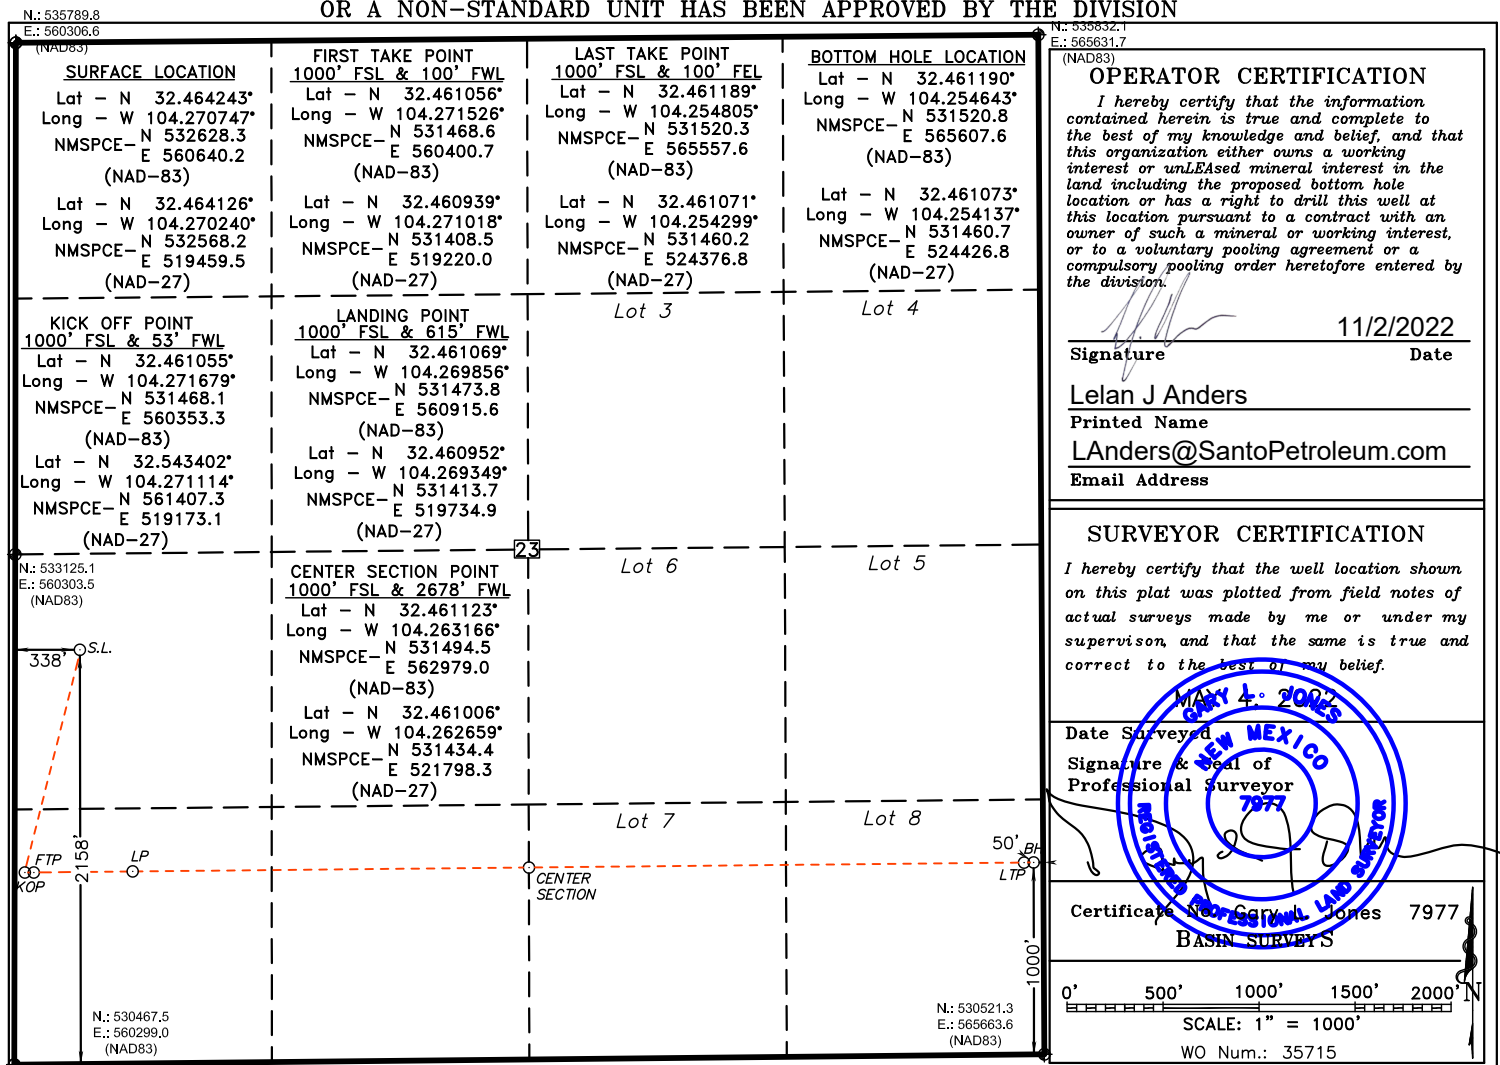 OR A NON-STANDARD UNIT HAS BEEN APPROVED BY THE DIVISION
N.: 535789.8
E.: 560306.6
(NAD83)
N.: 535832.1
E.: 565631.7
(NAD83)
SURFACE LOCATION
Lat - N 32.464243°
Long - W 104.270747°
NMSPCE- N 532628.3
E 560640.2
(NAD-83)
Lat - N 32.464126°
Long - W 104.270240°
NMSPCE- N 532568.2
E 519459.5
(NAD-27)
FIRST TAKE POINT
1000' FSL & 100' FWL
Lat - N 32.461056°
Long - W 104.271526°
NMSPCE- N 531468.6
E 560400.7
(NAD-83)
Lat - N 32.460939°
Long - W 104.271018°
NMSPCE- N 531408.5
E 519220.0
(NAD-27)
LAST TAKE POINT
1000' FSL & 100' FEL
Lat - N 32.461189°
Long - W 104.254805°
NMSPCE- N 531520.3
E 565557.6
(NAD-83)
Lat - N 32.461071°
Long - W 104.254299°
NMSPCE- N 531460.2
E 524376.8
(NAD-27)
BOTTOM HOLE LOCATION
Lat - N 32.461190°
Long - W 104.254643°
NMSPCE- N 531520.8
E 565607.6
(NAD-83)
Lat - N 32.461073°
Long - W 104.254137°
NMSPCE- N 531460.7
E 524426.8
(NAD-27)
KICK OFF POINT
1000' FSL & 53' FWL
Lat - N 32.461055°
Long - W 104.271679°
NMSPCE- N 531468.1
E 560353.3
(NAD-83)
Lat - N 32.543402°
Long - W 104.271114°
NMSPCE- N 561407.3
E 519173.1
(NAD-27)
LANDING POINT
1000' FSL & 615' FWL
Lat - N 32.461069°
Long - W 104.269856°
NMSPCE- N 531473.8
E 560915.6
(NAD-83)
Lat - N 32.460952°
Long - W 104.269349°
NMSPCE- N 531413.7
E 519734.9
(NAD-27)
Lot 3
Lot 4
23
N.: 533125.1
E.: 560303.5
(NAD83)
CENTER SECTION POINT
1000' FSL & 2678' FWL
Lat - N 32.461123°
Long - W 104.263166°
NMSPCE- N 531494.5
E 562979.0
(NAD-83)
Lat - N 32.461006°
Long - W 104.262659°
NMSPCE- N 531434.4
E 521798.3
(NAD-27)
Lot 6
Lot 5
S.L.
338'
2158'
Lot 7
Lot 8
KOP
FTP
LP
CENTER
SECTION
50'
BH
LTP
1000'
N.: 530467.5
E.: 560299.0
(NAD83)
N.: 530521.3
E.: 565663.6
(NAD83)
OPERATOR CERTIFICATION
I hereby certify that the information
contained herein is true and complete to
the best of my knowledge and belief, and that
this organization either owns a working
interest or unLEAsed mineral interest in the
land including the proposed bottom hole
location or has a right to drill this well at
this location pursuant to a contract with an
owner of such a mineral or working interest,
or to a voluntary pooling agreement or a
compulsory pooling order heretofore entered by
the division.
11/2/2022
Signature Date
Lelan J Anders
Printed Name
LAnders@SantoPetroleum.com
Email Address
SURVEYOR CERTIFICATION
I hereby certify that the well location shown
on this plat was plotted from field notes of
actual surveys made by me or under my
supervison, and that the same is true and
correct to the best of my belief.
MAY 4, 2022
Date Surveyed
Signature & Seal of
Professional Surveyor
GARY L. JONES
NEW MEXICO
7977
REGISTERED PROFESSIONAL LAND SURVEYOR
Certificate No. Gary L. Jones 7977
BASIN SURVEYS
0' 500' 1000' 1500' 2000'
N
SCALE: 1" = 1000'
WO Num.: 35715